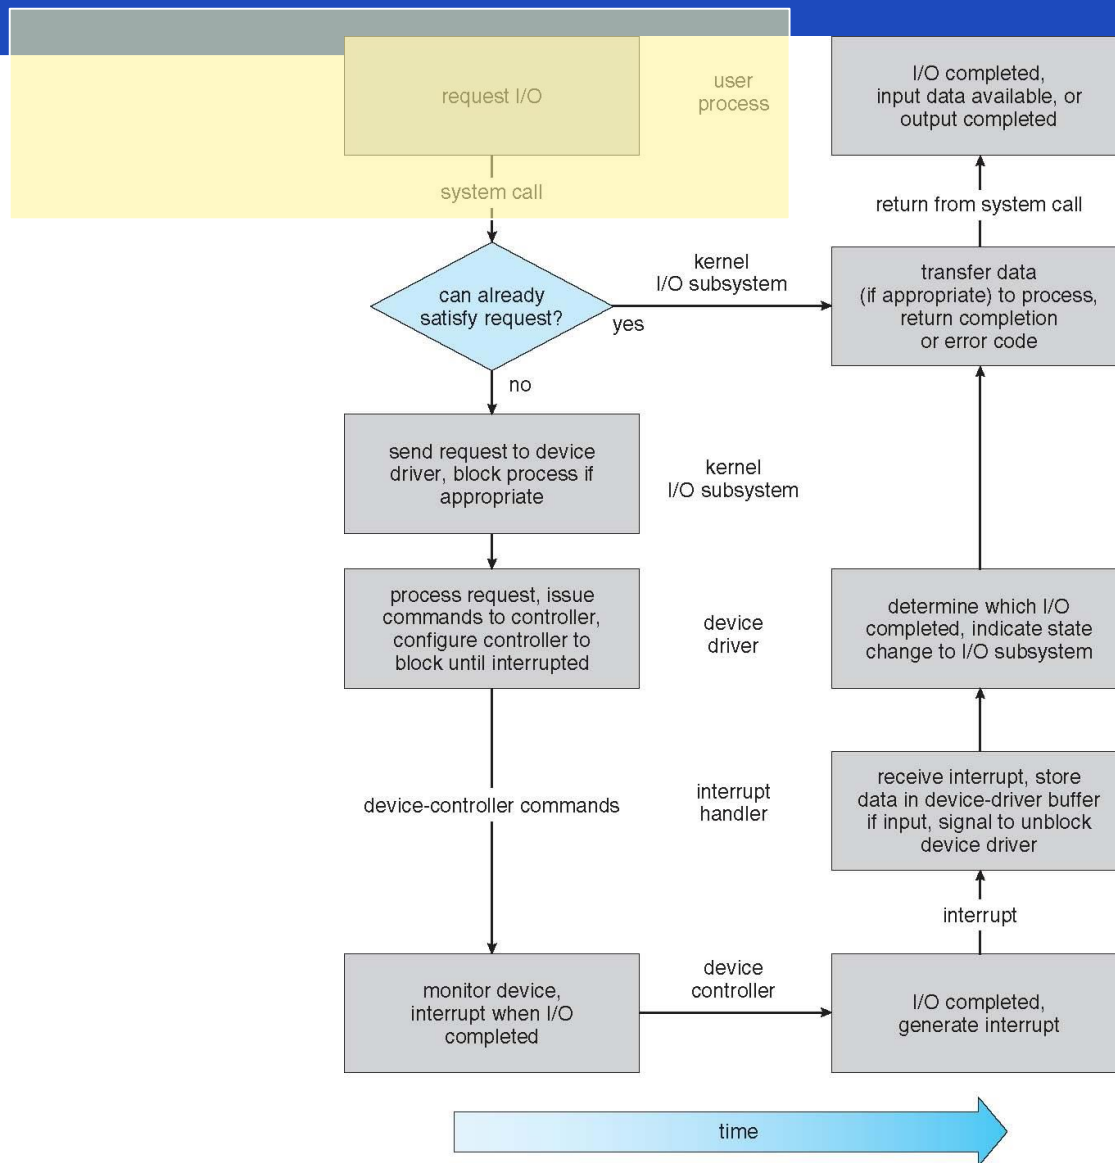 request I/O
user
process
I/O completed,
input data available, or
output completed
system call
return from system call
can already
satisfy request?
kernel
I/O subsystem
yes
transfer data
(if appropriate) to process,
return completion
or error code
no
send request to device
driver, block process if
appropriate
kernel
I/O subsystem
process request, issue
commands to controller,
configure controller to
block until interrupted
device
driver
determine which I/O
completed, indicate state
change to I/O subsystem
device-controller commands
interrupt
handler
receive interrupt, store
data in device-driver buffer
if input, signal to unblock
device driver
interrupt
monitor device,
interrupt when I/O
completed
device
controller
I/O completed,
generate interrupt
time